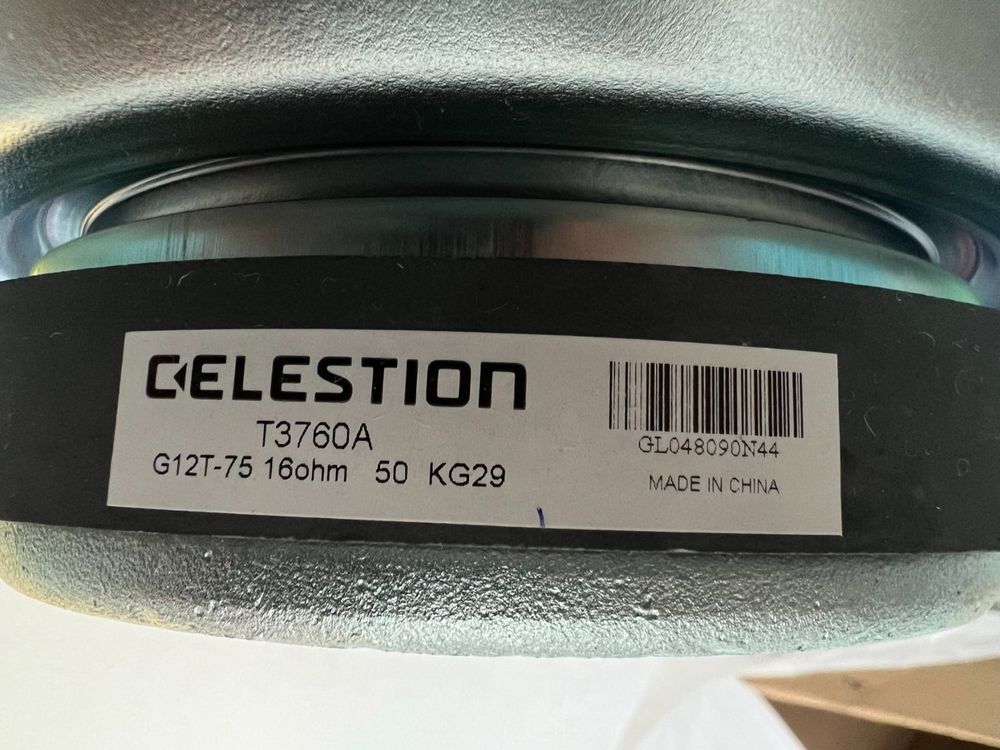 CELESTION
T3760A
G12T-75 16ohm 50 KG29
GL048090N44
MADE IN CHINA